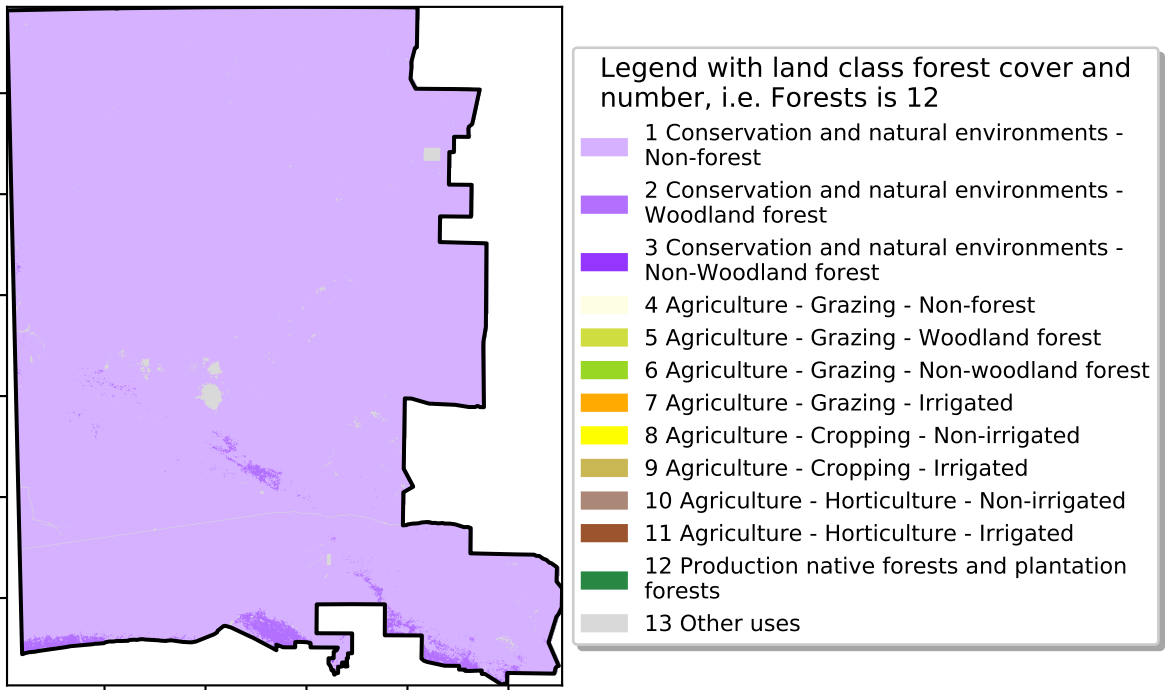 Legend with land class forest cover and
number, i.e. Forests is 12
1 Conservation and natural environments -
Non-forest
2 Conservation and natural environments -
Woodland forest
3 Conservation and natural environments -
Non-Woodland forest
4 Agriculture - Grazing - Non-forest
5 Agriculture - Grazing - Woodland forest
6 Agriculture - Grazing - Non-woodland forest
7 Agriculture - Grazing - Irrigated
8 Agriculture - Cropping - Non-irrigated
9 Agriculture - Cropping - Irrigated
10 Agriculture - Horticulture - Non-irrigated
11 Agriculture - Horticulture - Irrigated
12 Production native forests and plantation
forests
13 Other uses